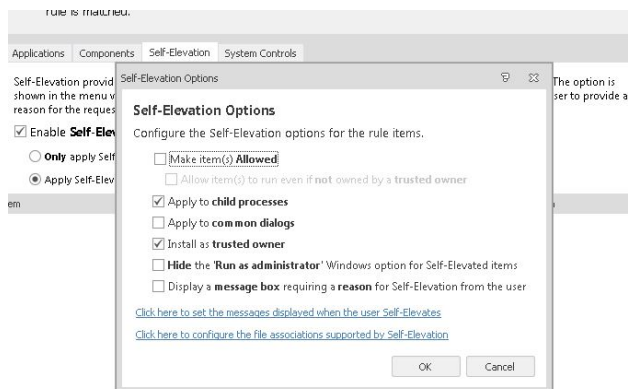 rule is matched.
Applications Components Self-Elevation System Controls
Self-Elevation provid
shown in the menu v
reason for the reques
The option is
ser to provide a
Enable Self-Elev
Only apply Self
Apply Self-Elev
em
Self-Elevation Options
Self-Elevation Options
Configure the Self-Elevation options for the rule items.
Make item(s) Allowed
Allow item(s) to run even if not owned by a trusted owner
Apply to child processes
Apply to common dialogs
Install as trusted owner
Hide the 'Run as administrator' Windows option for Self-Elevated items
Display a message box requiring a reason for Self-Elevation from the user
Click here to set the messages displayed when the user Self-Elevates
Click here to configure the file associations supported by Self-Elevation
OK Cancel